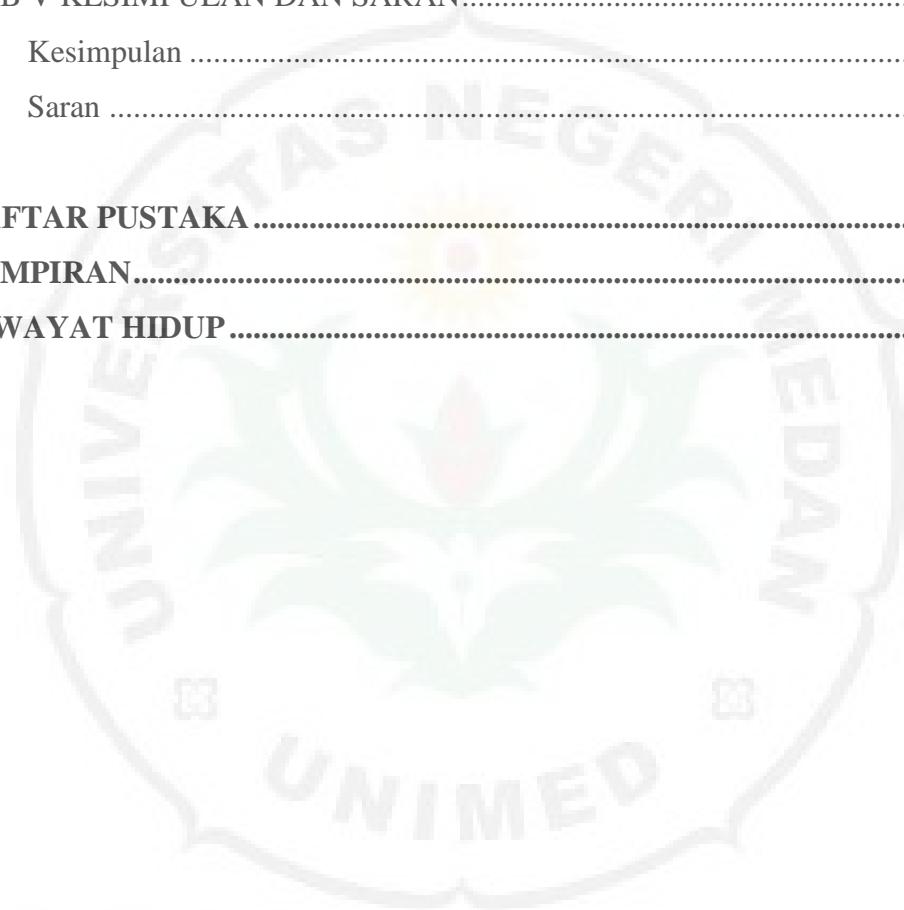 B V KESIMPULAN DAN SARAN..........................................................
Kesimpulan ..........................................................................................
Saran ....................................................................................................
FTAR PUSTAKA..................................................................................
MPIRAN.................................................................................................
WAYAT HIDUP.....................................................................................
UNIVERSITAS NEGERI MEDAN
UNIMED